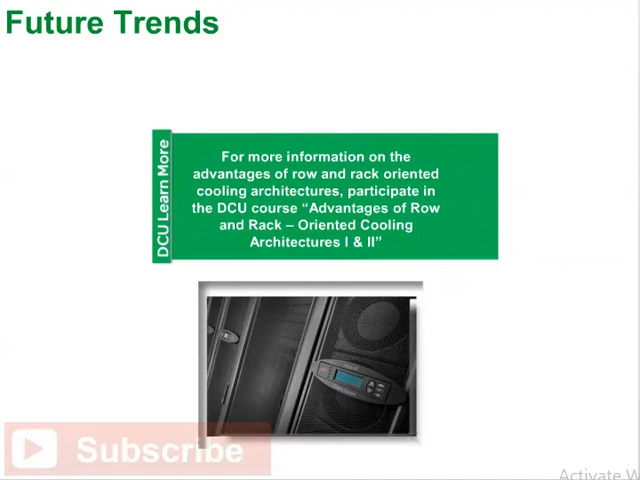 Future Trends
DCU Learn More
For more information on the
advantages of row and rack oriented
cooling architectures, participate in
the DCU course “Advantages of Row
and Rack – Oriented Cooling
Architectures I & II”
Subscribe
Activate W